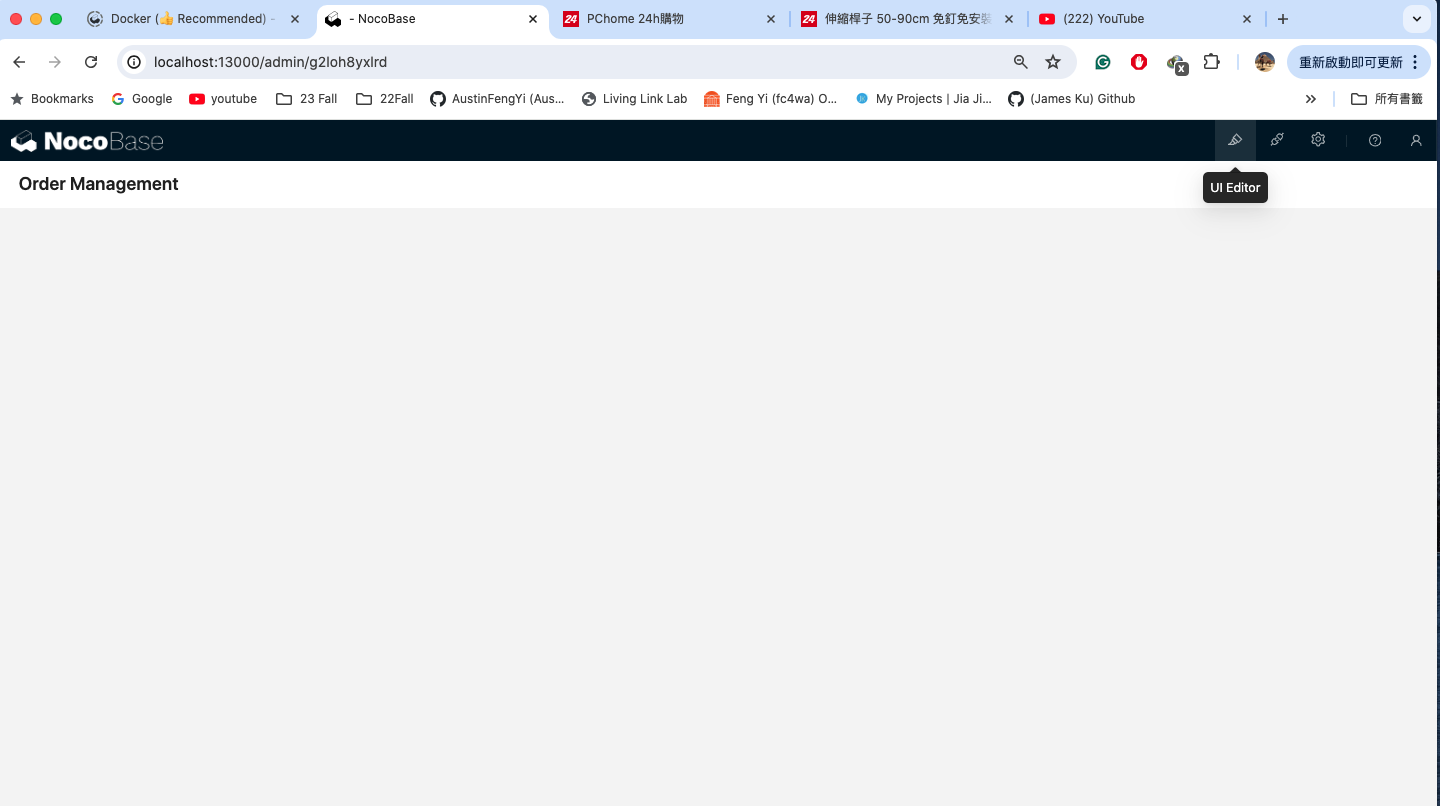 Docker (👍 Recommended) -
- NocoBase
PChome 24h購物
伸縮桿子 50-90cm 免釘免安裝
(222) YouTube
localhost:13000/admin/g2loh8yxlrd
重新啟動即可更新
Bookmarks
Google
youtube
23 Fall
22Fall
AustinFengYi (Aus...
Living Link Lab
Feng Yi (fc4wa) O...
My Projects | Jia Ji...
(James Ku) Github
所有書籤
NocoBase
Order Management
UI Editor